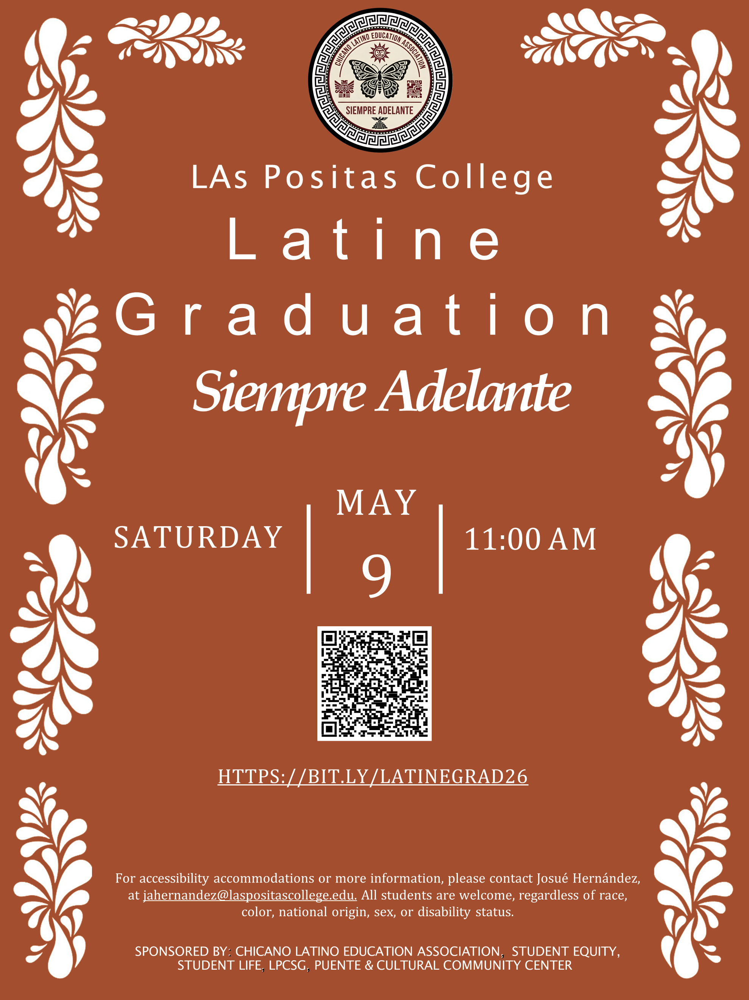 CHICANO LATINO EDUCATION ASSOCIATION
SIEMPRE ADELANTE
LAs Positas College
Latine
Graduation
Siempre Adelante
SATURDAY
MAY
9
11:00 AM
HTTPS://BIT.LY/LATINEGRAD26
For accessibility accommodations or more information, please contact Josué Hernández,
at jahernandez@laspositascollege.edu. All students are welcome, regardless of race,
color, national origin, sex, or disability status.
SPONSORED BY: CHICANO LATINO EDUCATION ASSOCIATION, STUDENT EQUITY,
STUDENT LIFE, LPCSG, PUENTE & CULTURAL COMMUNITY CENTER